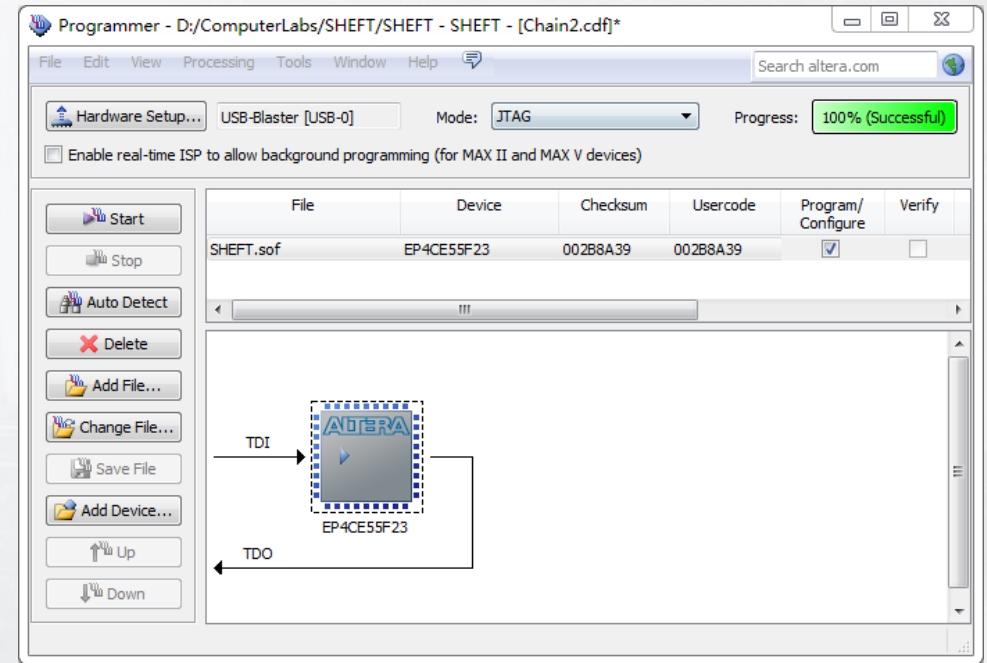 Programmer - D:/ComputerLabs/SHEFT/SHEFT - SHEFT - [Chain2.cdf]*
File Edit View Processing Tools Window Help
Search altera.com
Hardware Setup... USB-Blaster [USB-0] Mode: JTAG Progress: 100% (Successful)
Enable real-time ISP to allow background programming (for MAX II and MAX V devices)
Start
Stop
Auto Detect
Delete
Add File...
Change File...
Save File
Add Device...
Up
Down
File Device Checksum Usercode Program/ Verify
Configure
SHEFT.sof EP4CE55F23 002B8A39 002B8A39
ALTERA
TDI
EP4CE55F23
TDO